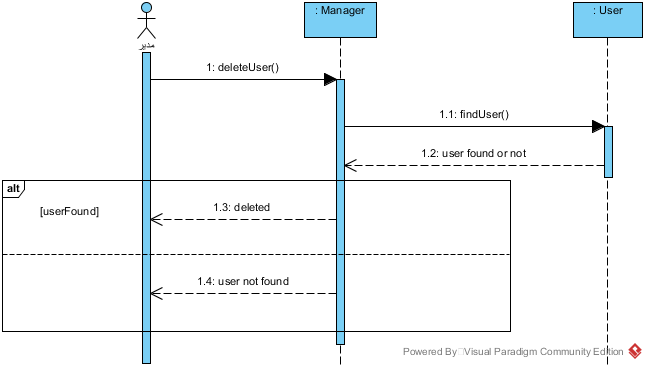 : Manager
: User
مدیر
1: deleteUser()
1.1: findUser()
1.2: user found or not
alt
[userFound]
1.3: deleted
1.4: user not found
Powered By Visual Paradigm Community Edition